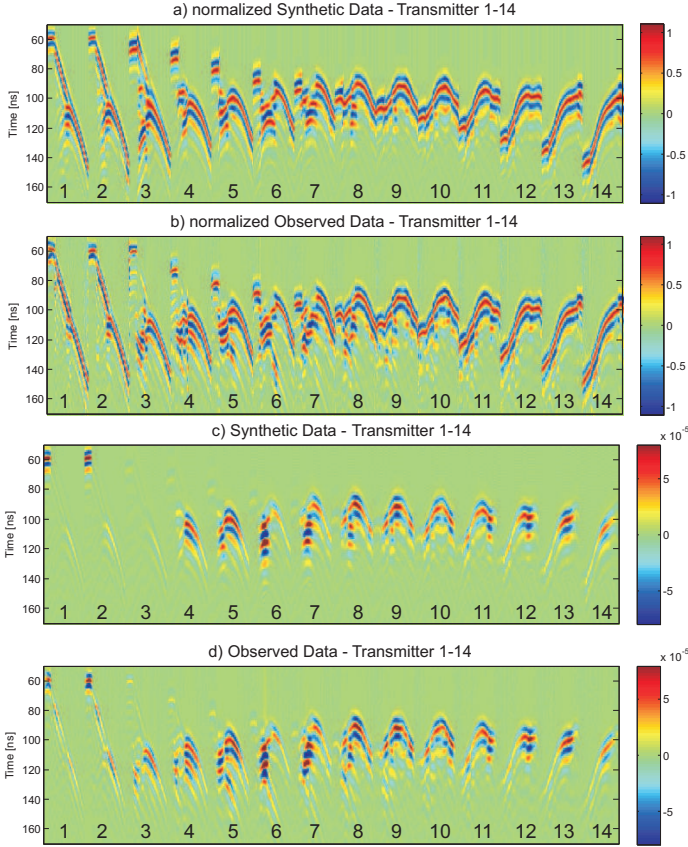 a) normalized Synthetic Data - Transmitter 1-14
Time [ns]
60
80
100
120
140
160
1 2 3 4 5 6 7 8 9 10 11 12 13 14
1
0.5
0
-0.5
-1
b) normalized Observed Data - Transmitter 1-14
Time [ns]
60
80
100
120
140
160
1 2 3 4 5 6 7 8 9 10 11 12 13 14
1
0.5
0
-0.5
-1
c) Synthetic Data - Transmitter 1-14
x 10⁻⁵
Time [ns]
60
80
100
120
140
160
1 2 3 4 5 6 7 8 9 10 11 12 13 14
5
0
-5
d) Observed Data - Transmitter 1-14
x 10⁻⁵
Time [ns]
60
80
100
120
140
160
1 2 3 4 5 6 7 8 9 10 11 12 13 14
5
0
-5